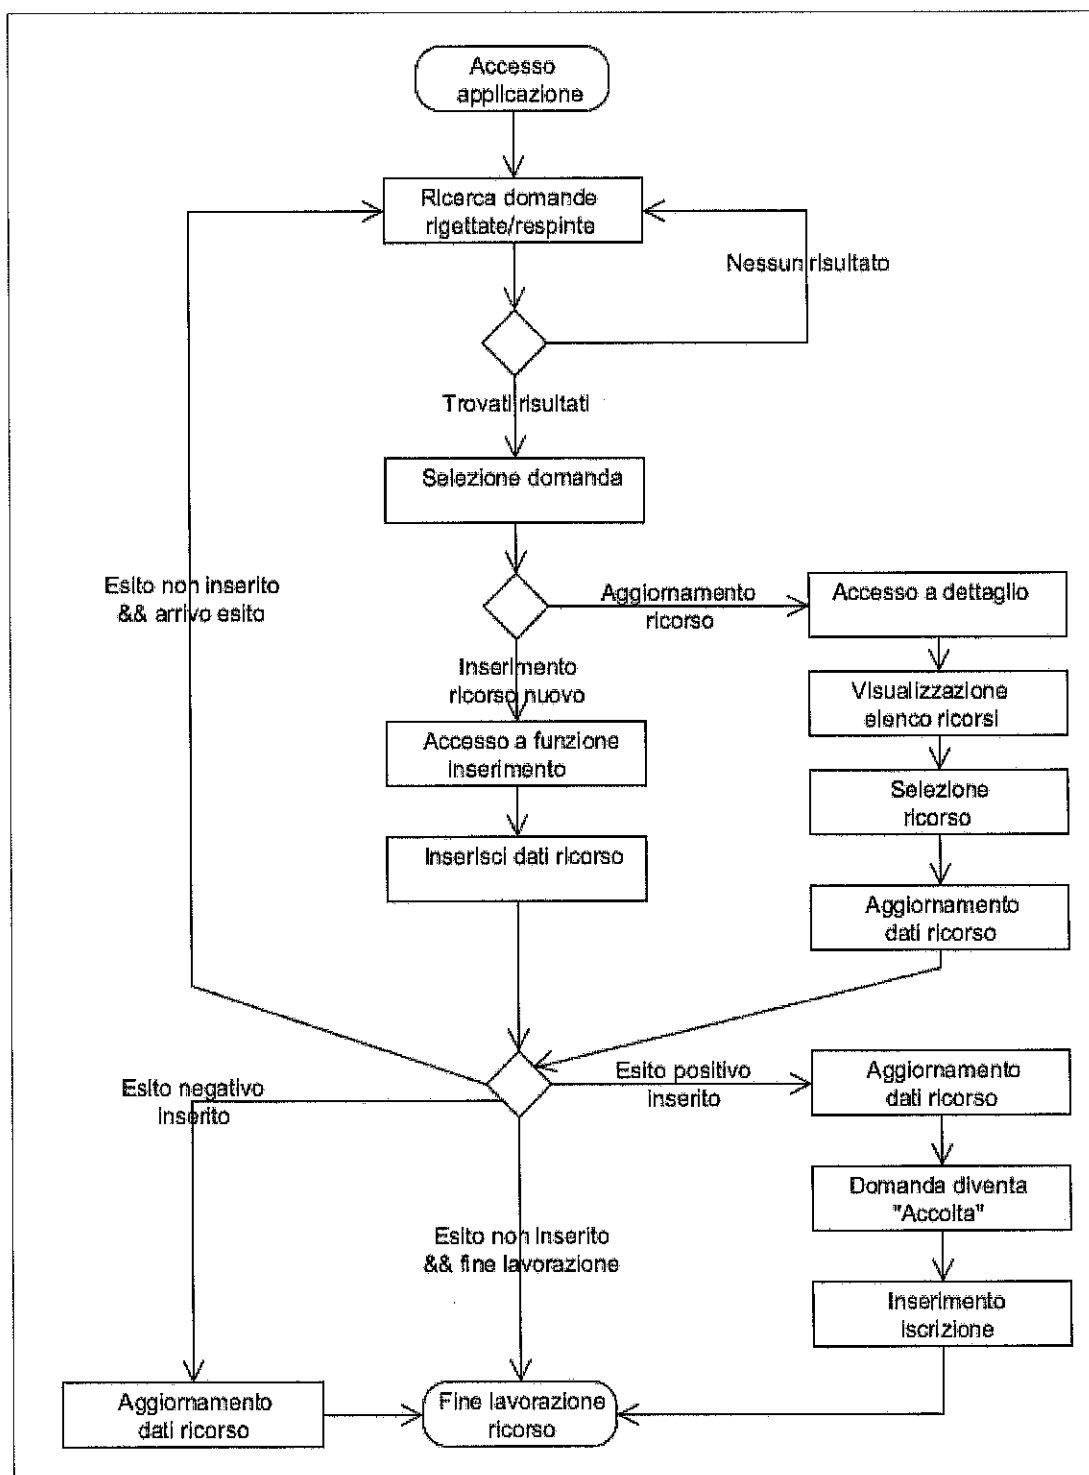 Accesso
applicazione
Ricerca domande
rigettate/respinte
Nessun risultato
Trovati risultati
Selezione domanda
Esito non inserito
&& arrivo esito
Aggiornamento
ricorso
Accesso a dettaglio
Inserimento
ricorso nuovo
Visualizzazione
elenco ricorsi
Accesso a funzione
inserimento
Selezione
ricorso
Inserisci dati ricorso
Aggiornamento
dati ricorso
Esito negativo
inserito
Esito positivo
inserito
Aggiornamento
dati ricorso
Domanda diventa
"Accolta"
Esito non inserito
&& fine lavorazione
Inserimento
iscrizione
Aggiornamento
dati ricorso
Fine lavorazione
ricorso